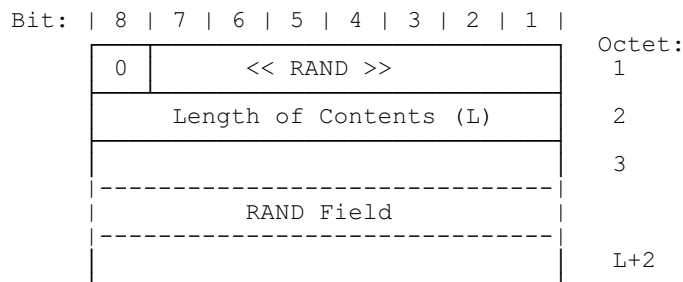 Bit: | 8 | 7 | 6 | 5 | 4 | 3 | 2 | 1 |
Octet:
0 << RAND >> 1
Length of Contents (L) 2
3
RAND Field
L+2